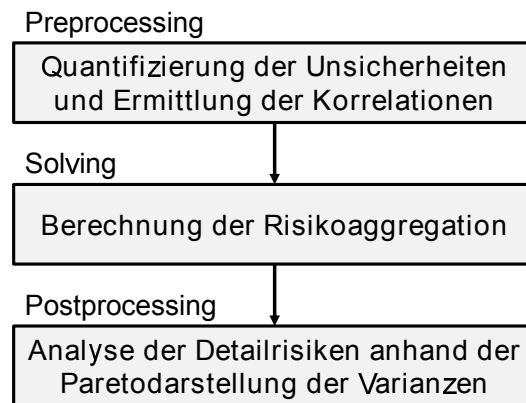 Preprocessing
Quantifizierung der Unsicherheiten
und Ermittlung der Korrelationen
Solving
Berechnung der Risikoaggregation
Postprocessing
Analyse der Detailrisiken anhand der
Paretodarstellung der Varianzen